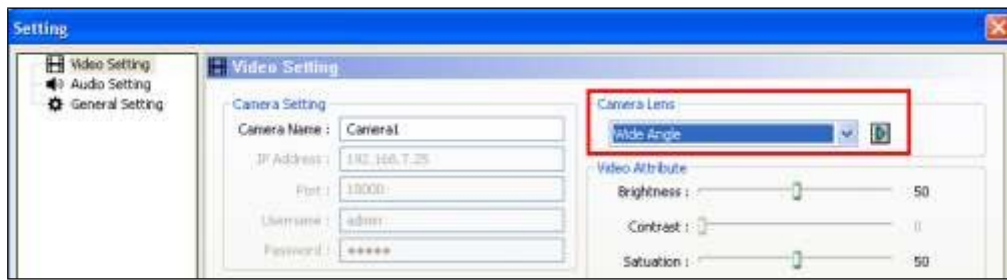 Setting
Video Setting
Audio Setting
General Setting
Video Setting
Camera Setting
Camera Name : Camera1
IP Address : 192.168.7.25
Port : 10000
Username : admin
Password : *****
Camera Lens
Wide Angle
Video Attribute
Brightness : 50
Contrast : 0
Satuation : 50